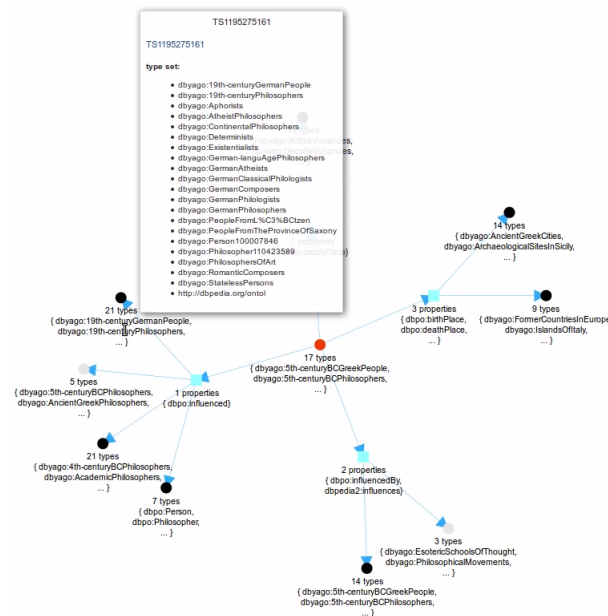 TS1195275161
TS1195275161
type set:
dbyago:19th-centuryGermanPeople
dbyago:19th-centuryPhilosophers
dbyago:Aphorists
dbyago:AtheistPhilosophers
dbyago:ContinentalPhilosophers
dbyago:Determinists
dbyago:Existentialists
dbyago:German-languAgePhilosophers
dbyago:GermanAtheists
dbyago:GermanClassicalPhilologists
dbyago:GermanComposers
dbyago:GermanPhilologists
dbyago:GermanPhilosophers
dbyago:PeopleFromL%C3%BCtzen
dbyago:PeopleFromTheProvinceOfSaxony
dbyago:Person100007846
dbyago:Philosopher110423589
dbyago:PhilosophersOfArt
dbyago:RomanticComposers
dbyago:StatelessPersons
http://dbpedia.org/ontol
14 types
{ dbyago:AncientGreekCities,
dbyago:ArchaeologicalSitesInSicily,
... }
21 types
{ dbyago:19th-centuryGermanPeople,
dbyago:19th-centuryPhilosophers,
... }
3 properties
{ dbpo:birthPlace,
dbpo:deathPlace,
... }
9 types
{ dbyago:FormerCountriesInEurope
dbyago:IslandsOfItaly,
... }
17 types
{ dbyago:5th-centuryBCGreekPeople,
dbyago:5th-centuryBCPhilosophers,
... }
5 types
{ dbyago:5th-centuryBCPhilosophers,
dbyago:AncientGreekPhilosophers,
... }
1 properties
{ dbpo:influenced}
21 types
{ dbyago:4th-centuryBCPhilosophers,
dbyago:AcademicPhilosophers,
... }
7 types
{ dbpo:Person,
dbpo:Philosopher,
... }
2 properties
{ dbpo:influencedBy,
dbpedia2:influences}
3 types
{ dbyago:EsotericSchoolsOfThought,
dbyago:PhilosophicalMovements,
... }
14 types
{ dbyago:5th-centuryBCGreekPeople,
dbyago:5th-centuryBCPhilosophers,
... }